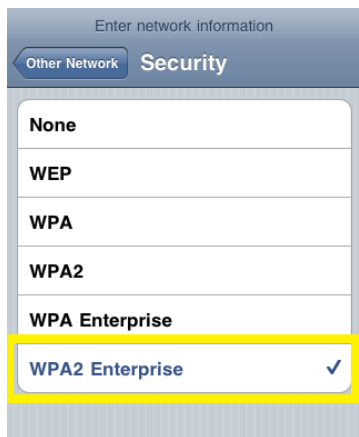 Enter network information
Other Network Security
None
WEP
WPA
WPA2
WPA Enterprise
WPA2 Enterprise